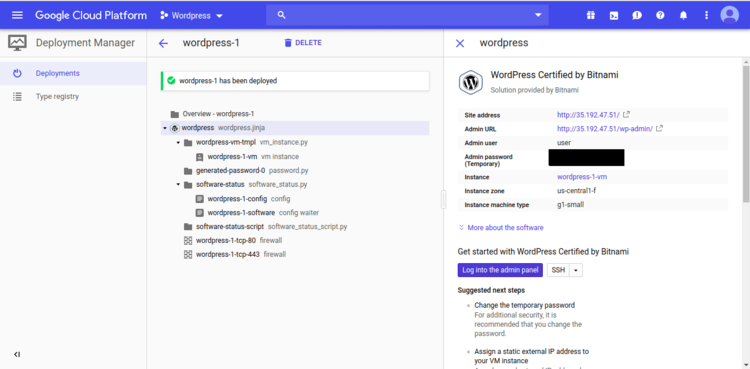 Google Cloud Platform
Wordpress
Deployment Manager
wordpress-1
DELETE
wordpress
Deployments
Type registry
wordpress-1 has been deployed
Overview - wordpress-1
wordpress wordpress.jinja
wordpress-vm-tmpl vm_instance.py
wordpress-1-vm vm instance
generated-password-0 password.py
software-status software_status.py
wordpress-1-config config
wordpress-1-software config waiter
software-status-script software_status_script.py
wordpress-1-tcp-80 firewall
wordpress-1-tcp-443 firewall
WordPress Certified by Bitnami
Solution provided by Bitnami
Site address http://35.192.47.51/
Admin URL http://35.192.47.51/wp-admin/
Admin user user
Admin password
(Temporary)
Instance wordpress-1-vm
Instance zone us-central1-f
Instance machine type g1-small
More about the software
Get started with WordPress Certified by Bitnami
Log into the admin panel
SSH
Suggested next steps
Change the temporary password
For additional security, it is
recommended that you change the
password.
Assign a static external IP address to
your VM instance